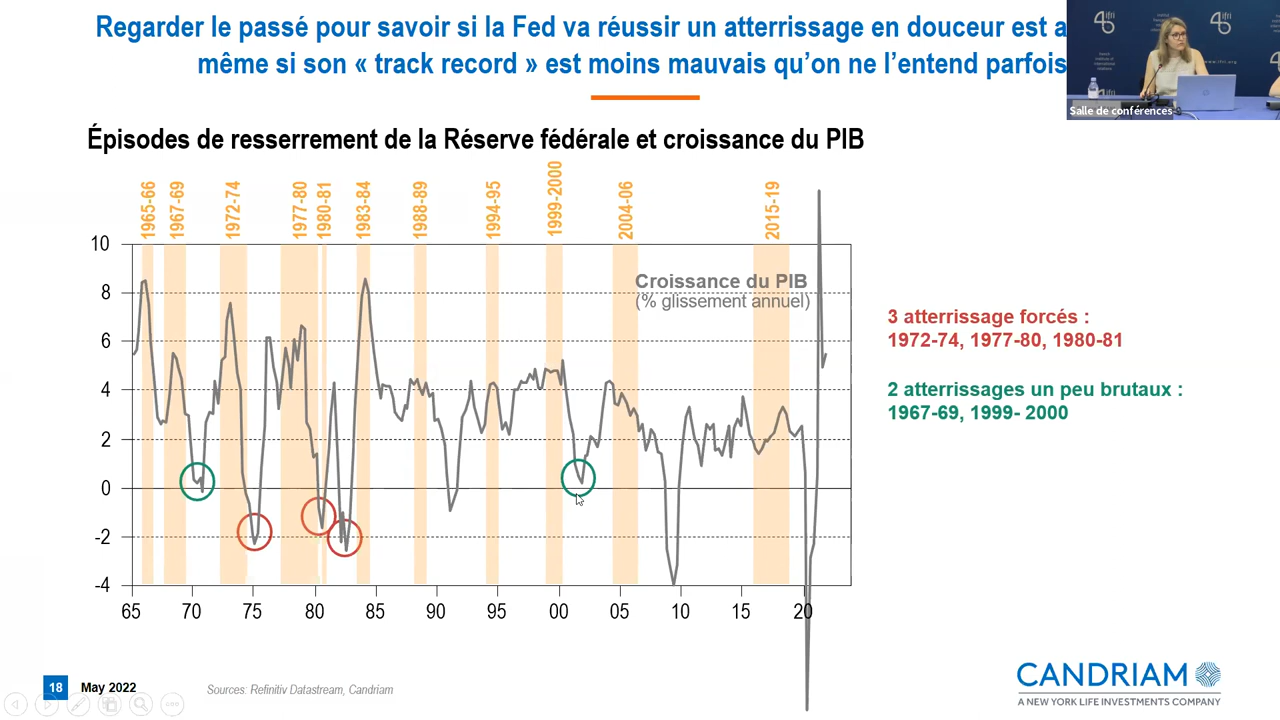 Regarder le passé pour savoir si la Fed va réussir un atterrissage en douceur est
même si son « track record » est moins mauvais qu'on ne l'entend parfois
ifri
ifri
Salle de conférences
Épisodes de resserrement de la Réserve fédérale et croissance du PIB
1965-66
1967-69
1972-74
1977-80
1980-81
1983-84
1988-89
1994-95
1999-2000
2004-06
2015-19
Croissance du PIB
(% glissement annuel)
10
8
6
4
2
0
-2
-4
65
70
75
80
85
90
95
00
05
10
15
20
3 atterrissage forcés :
1972-74, 1977-80, 1980-81
2 atterrissages un peu brutaux :
1967-69, 1999- 2000
18
May 2022
Sources: Refinitiv Datastream, Candriam
CANDRIAM
A NEW YORK LIFE INVESTMENTS COMPANY